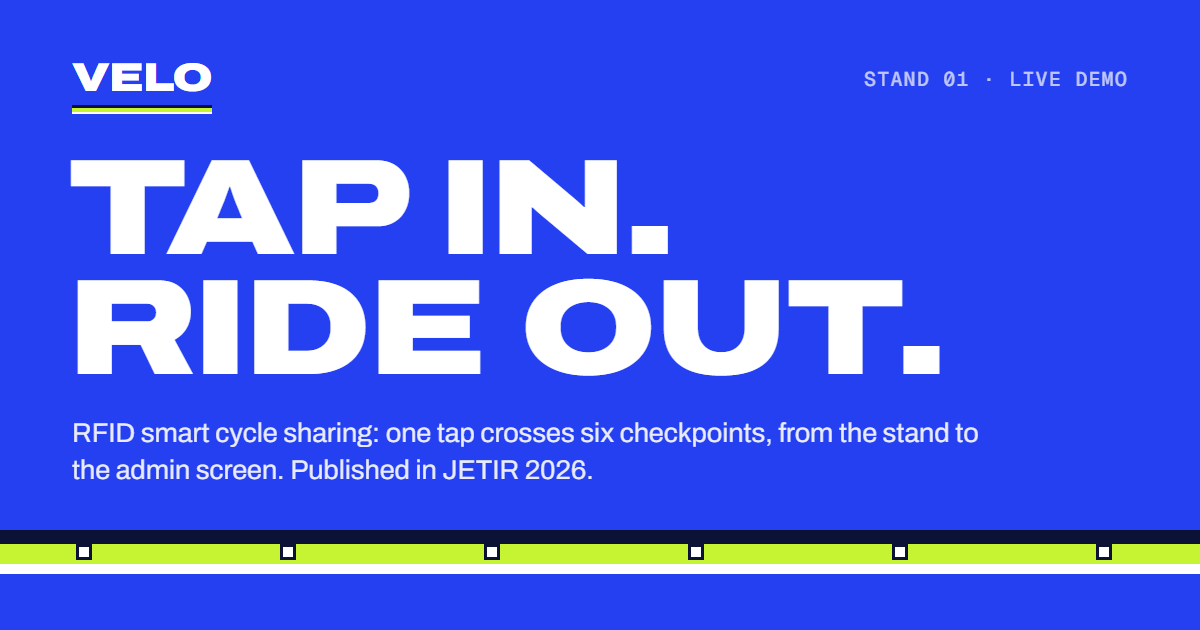 VELO
STAND 01 · LIVE DEMO
TAP IN.
RIDE OUT.
RFID smart cycle sharing: one tap crosses six checkpoints, from the stand to
the admin screen. Published in JETIR 2026.